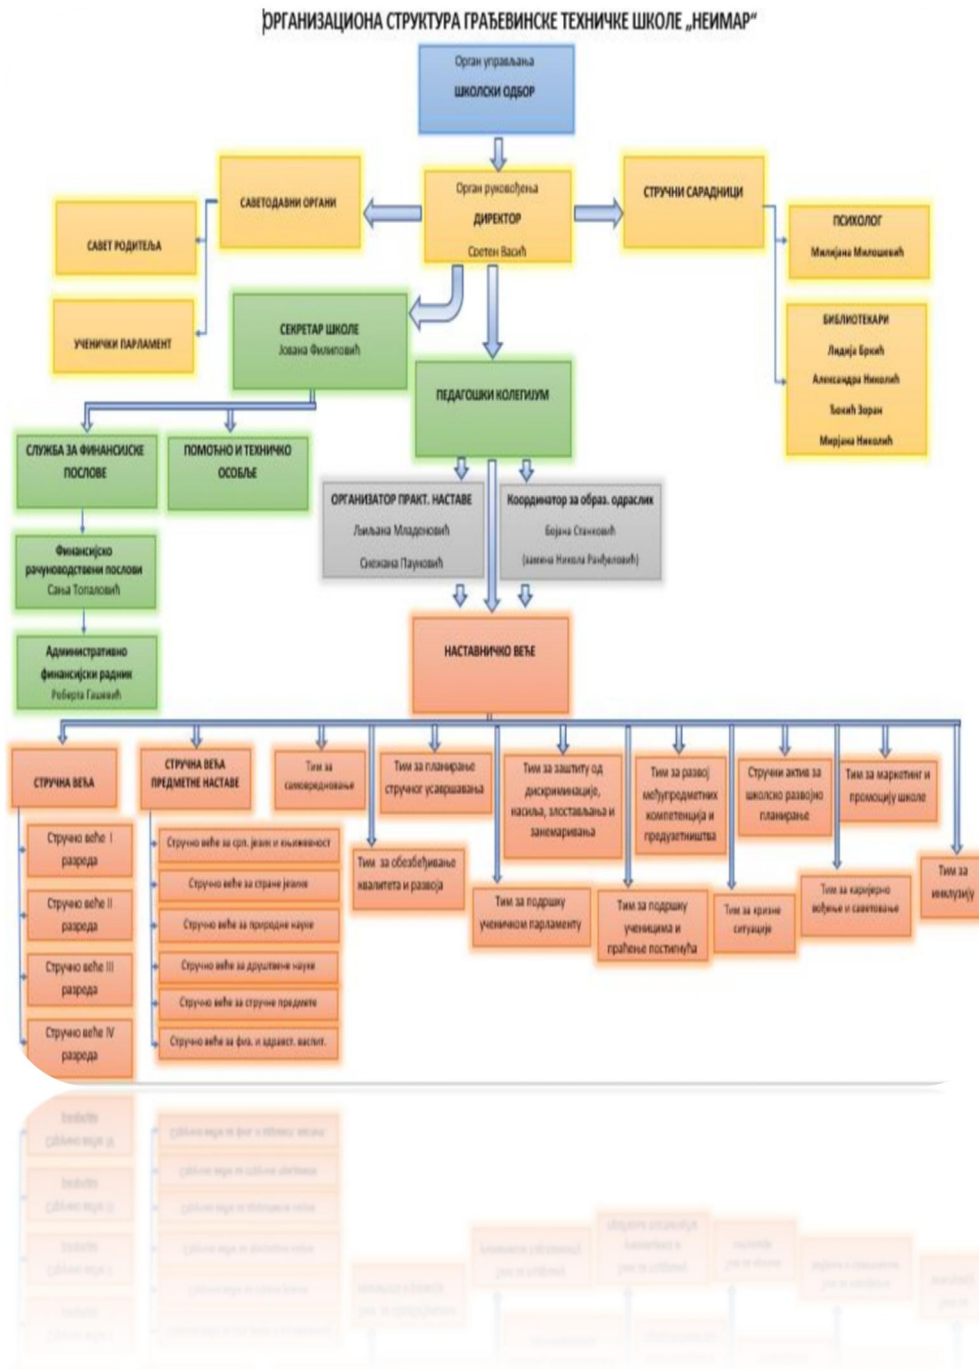 ОРГАНИЗАЦИОНА СТРУКТУРА ГРАЂЕВИНСКЕ ТЕХНИЧКЕ ШКОЛЕ „НЕИМАР“
Орган управљања
ШКОЛСКИ ОДБОР
Орган руковођења
ДИРЕКТОР
Сретен Васић
САВЕТОДАВНИ ОРГАНИ
САВЕТ РОДИТЕЉА
УЧЕНИЧКИ ПАРЛАМЕНТ
СТРУЧНИ САРАДНИЦИ
ПСИХОЛОГ
Милијана Милошевић
БИБЛИОТЕКАРИ
Лидија Бркић
Александра Николић
Ђокић Зоран
Мирјана Николић
СЕКРЕТАР ШКОЛЕ
Јована Филиповић
ПЕДАГОШКИ КОЛЕГИЈУМ
СЛУЖБА ЗА ФИНАНСИЈСКЕ
ПОСЛОВЕ
ПОМОЋНО И ТЕХНИЧКО
ОСОБЉЕ
Финансијско
рачуноводствени послови
Сања Топаловић
Административно
финансијски радник
Роберта Гашевић
ОРГАНИЗАТОР ПРАКТ. НАСТАВЕ
Љиљана Младеновић
Снежана Пауновић
Координатор за образ. одраслих
Бојана Станковић
(замена Никола Ранђеловић)
НАСТАВНИЧКО ВЕЋЕ
СТРУЧНА ВЕЋА
Стручно веће I
разреда
Стручно веће II
разреда
Стручно веће III
разреда
Стручно веће IV
разреда
СТРУЧНА ВЕЋА
ПРЕДМЕТНЕ НАСТАВЕ
Стручно веће за срп. језик и књижевност
Стручно веће за стране језике
Стручно веће за природне науке
Стручно веће за друштвене науке
Стручно веће за стручне предмете
Стручно веће за физ. и здравст. васпит.
Тим за
самовредновање
Тим за обезбеђивање
квалитета и развоја
Тим за планирање
стручног усавршавања
Тим за подршку
ученичком парламенту
Тим за заштиту од
дискриминације,
насиља, злостављања и
занемаривања
Тим за подршку
ученицима и
праћење постигнућа
Тим за развој
међупредметних
компетенција и
предузетништва
Тим за кризне
ситуације
Стручни актив за
школско развојно
планирање
Тим за каријерно
вођење и саветовање
Тим за маркетинг и
промоцију школе
Тим за
инклузију